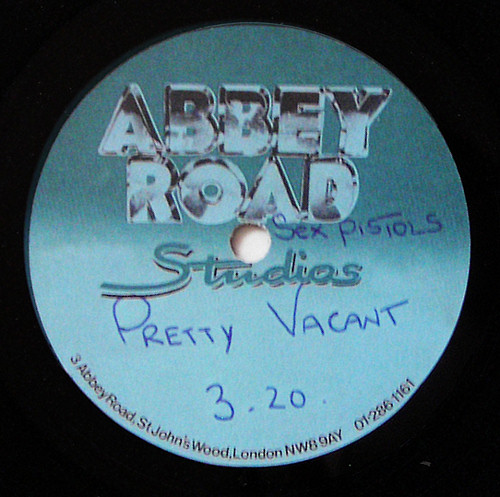 ABBEY
ROAD
Sex PISTOLS
Studios
PRETTY VACANT
3.20.
3 Abbey Road, St John's Wood, London NW8 9AY 01-286 1161